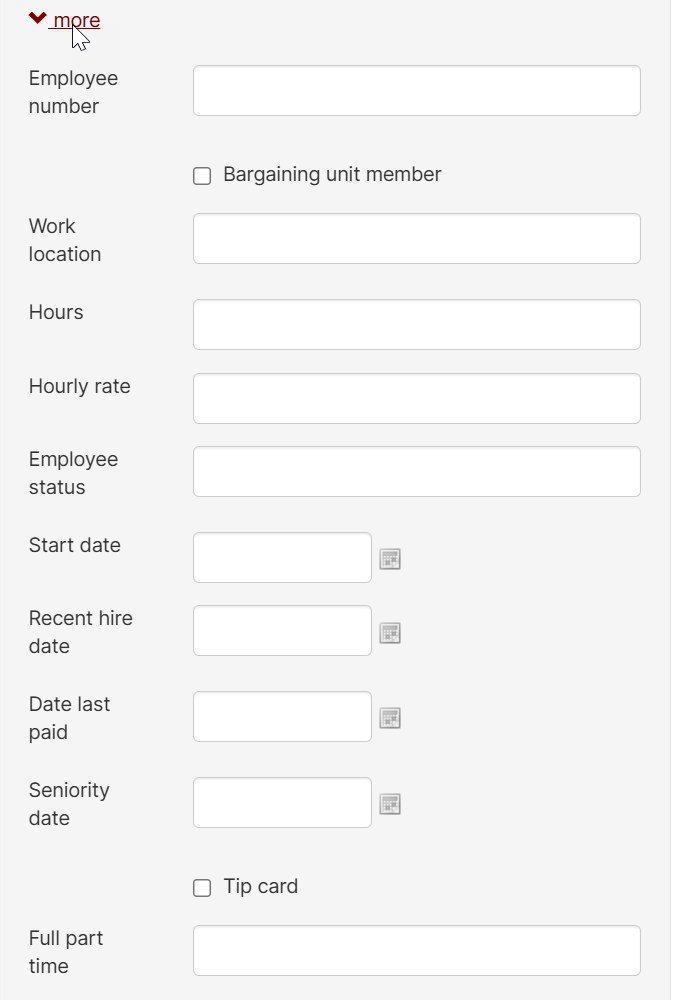 more
Employee
number
Bargaining unit member
Work
location
Hours
Hourly rate
Employee
status
Start date
Recent hire
date
Date last
paid
Seniority
date
Tip card
Full part
time